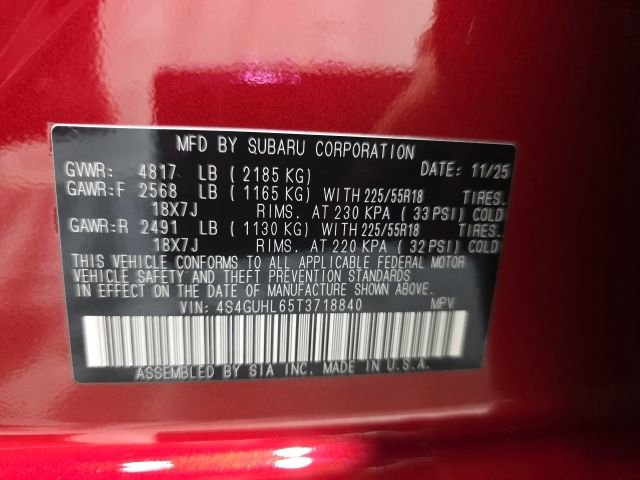 MFD BY SUBARU CORPORATION
GVWR: 4817 LB (2185 KG) DATE: 11/25
GAWR:F 2568 LB (1165 KG) WITH 225/55R18 TIRES.
18X7J RIMS. AT 230 KPA (33 PSI) COLD
GAWR:R 2491 LB (1130 KG) WITH 225/55R18 TIRES.
18X7J RIMS. AT 220 KPA (32 PSI) COLD
THIS VEHICLE CONFORMS TO ALL APPLICABLE FEDERAL MOTOR
VEHICLE SAFETY AND THEFT PREVENTION STANDARDS
IN EFFECT ON THE DATE OF MANUFACTURE SHOWN ABOVE.
VIN: 4S4GUHL65T3718840 MPV
ASSEMBLED BY SIA INC. MADE IN U.S.A.